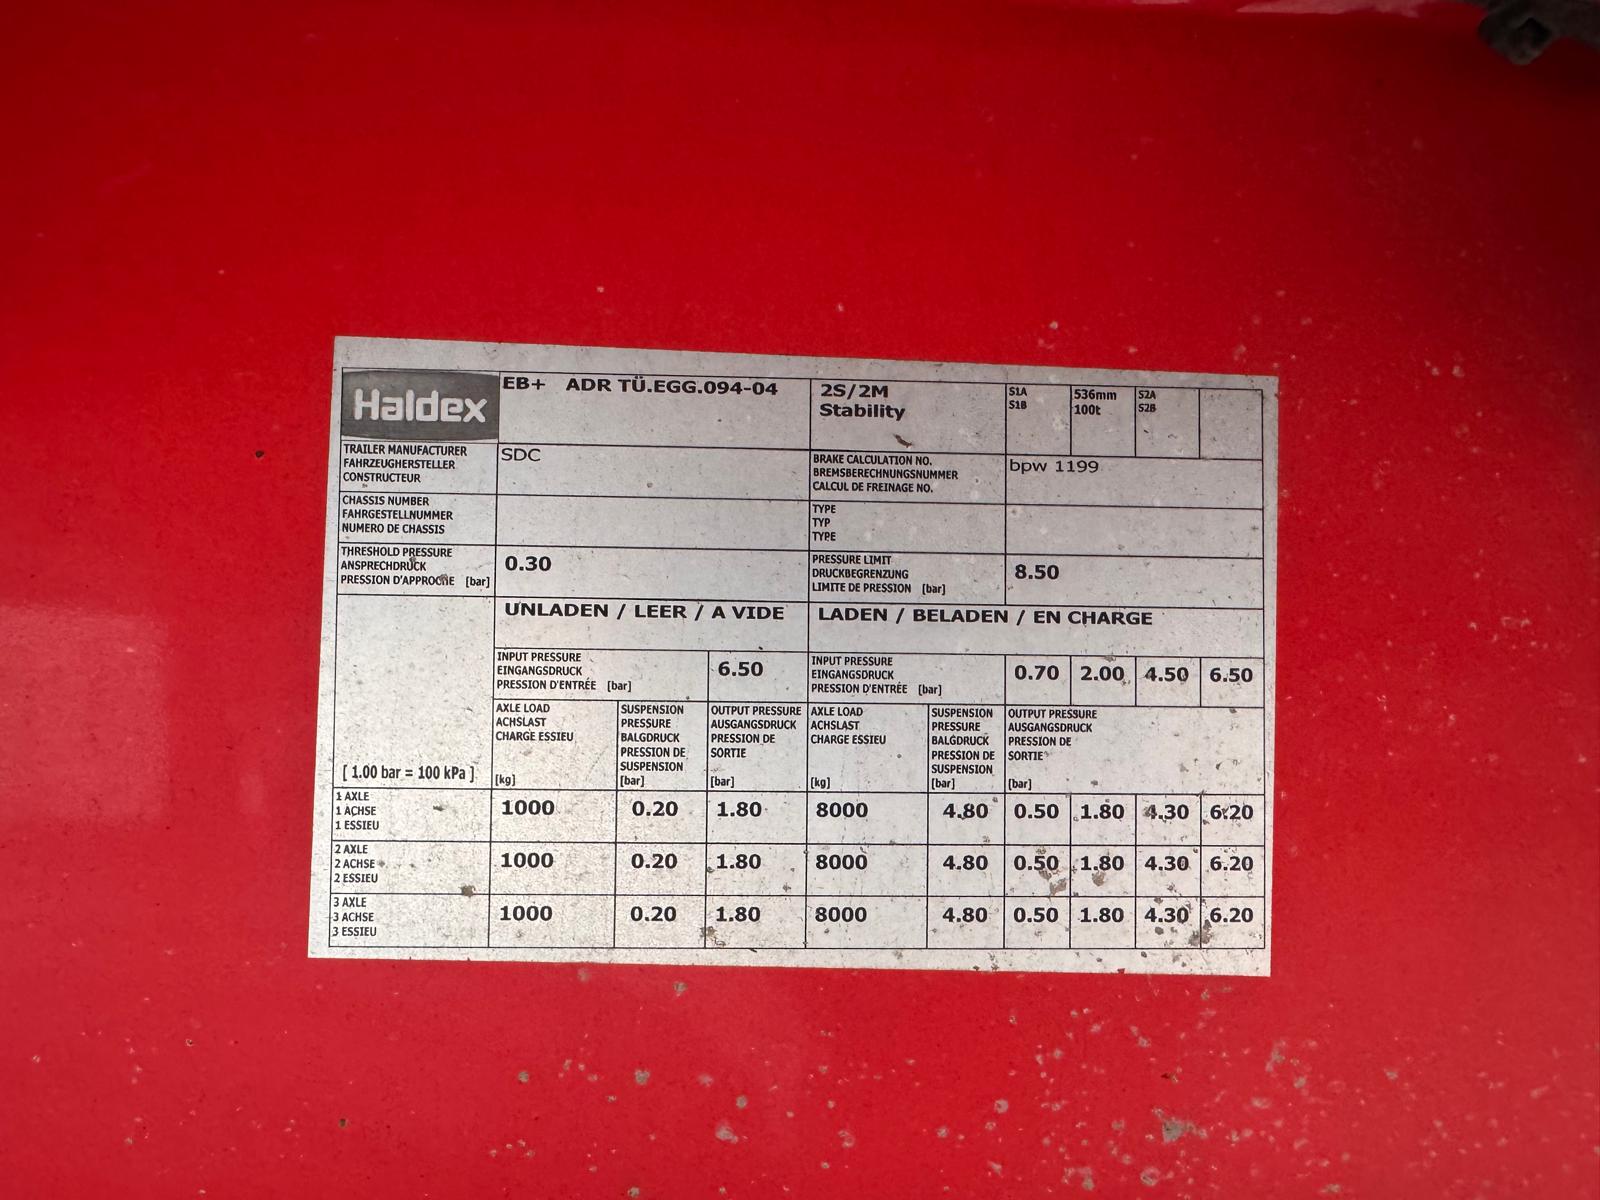 Haldex
EB+ ADR TÜ.EGG.094-04
2S/2M
Stability
S1A
S1B
536mm
100t
S2A
S2B
TRAILER MANUFACTURER
FAHRZEUGHERSTELLER
CONSTRUCTEUR
SDC
BRAKE CALCULATION NO.
BREMSBERECHNUNGSNUMMER
CALCUL DE FREINAGE NO.
bpw 1199
CHASSIS NUMBER
FAHRGESTELLNUMMER
NUMERO DE CHASSIS
TYPE
TYP
TYPE
THRESHOLD PRESSURE
ANSPRECHDRUCK
PRESSION D'APPROCHE [bar]
0.30
PRESSURE LIMIT
DRUCKBEGRENZUNG
LIMITE DE PRESSION [bar]
8.50
UNLADEN / LEER / A VIDE
LADEN / BELADEN / EN CHARGE
INPUT PRESSURE
EINGANGSDRUCK
PRESSION D'ENTRÉE [bar]
6.50
INPUT PRESSURE
EINGANGSDRUCK
PRESSION D'ENTRÉE [bar]
0.70 2.00 4.50 6.50
[ 1.00 bar = 100 kPa ]
AXLE LOAD
ACHSLAST
CHARGE ESSIEU
[kg]
SUSPENSION
PRESSURE
BALGDRUCK
PRESSION DE
SUSPENSION
[bar]
OUTPUT PRESSURE
AUSGANGSDRUCK
PRESSION DE
SORTIE
[bar]
AXLE LOAD
ACHSLAST
CHARGE ESSIEU
[kg]
SUSPENSION
PRESSURE
BALGDRUCK
PRESSION DE
SUSPENSION
[bar]
OUTPUT PRESSURE
AUSGANGSDRUCK
PRESSION DE
SORTIE
[bar]
1 AXLE
1 ACHSE
1 ESSIEU
1000 0.20 1.80 8000 4.80 0.50 1.80 4.30 6.20
2 AXLE
2 ACHSE
2 ESSIEU
1000 0.20 1.80 8000 4.80 0.50 1.80 4.30 6.20
3 AXLE
3 ACHSE
3 ESSIEU
1000 0.20 1.80 8000 4.80 0.50 1.80 4.30 6.20